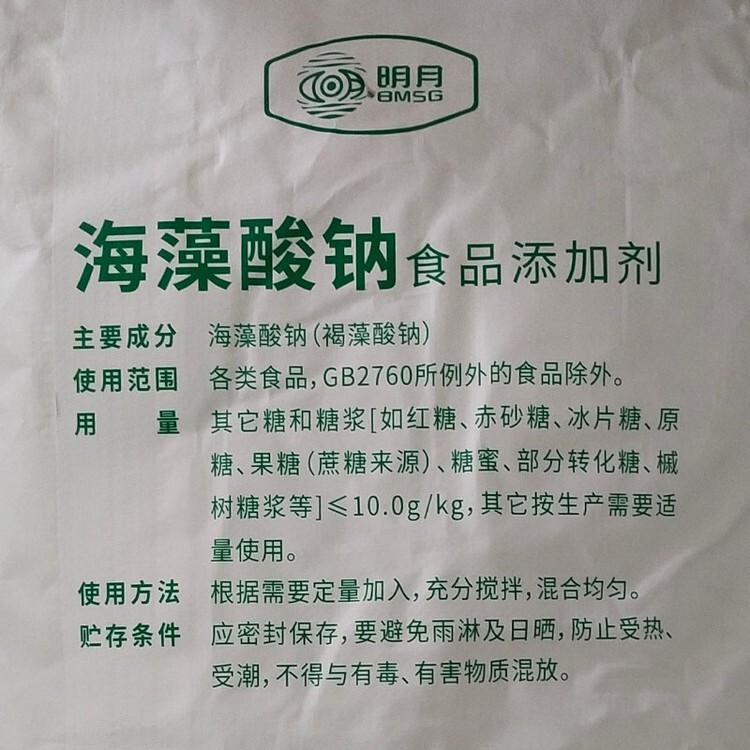 明月
BMSG
海藻酸钠食品添加剂
主要成分 海藻酸钠(褐藻酸钠)
使用范围 各类食品,GB2760所例外的食品除外。
用 量 其它糖和糖浆[如红糖、赤砂糖、冰片糖、原
糖、果糖(蔗糖来源)、糖蜜、部分转化糖、槭
树糖浆等]≤10.0g/kg,其它按生产需要适
量使用。
使用方法 根据需要定量加入,充分搅拌,混合均匀。
贮存条件 应密封保存,要避免雨淋及日晒,防止受热、
受潮,不得与有毒、有害物质混放。